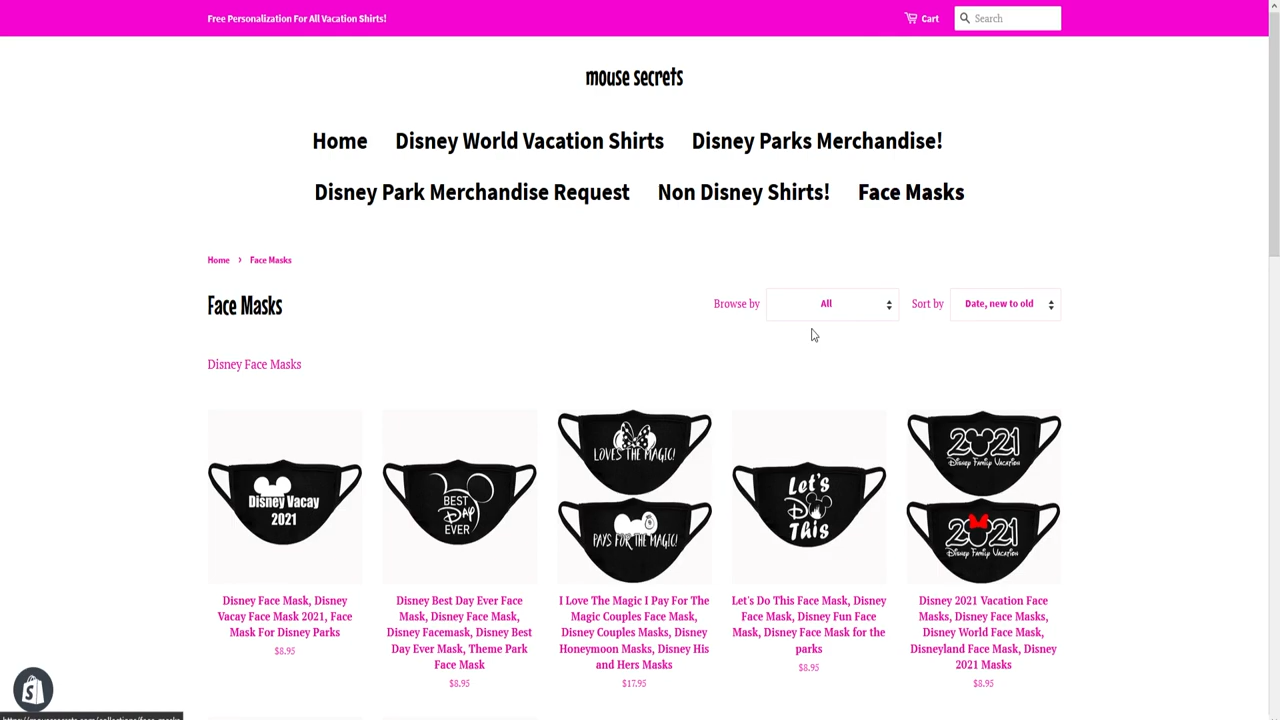 Free Personalization For All Vacation Shirts!
Cart
Search
mouse secrets
Home Disney World Vacation Shirts Disney Parks Merchandise!
Disney Park Merchandise Request Non Disney Shirts! Face Masks
Home › Face Masks
Face Masks
Browse by All Sort by Date, new to old
Disney Face Masks
Disney Vacay
2021
BEST
Day
EVER
LOVES THE MAGIC!
PAYS FOR THE MAGIC!
Let's
Do
This
2021
Disney Family Vacation
2021
Disney Family Vacation
Disney Face Mask, Disney
Vacay Face Mask 2021, Face
Mask For Disney Parks
$8.95
Disney Best Day Ever Face
Mask, Disney Face Mask,
Disney Facemask, Disney Best
Day Ever Mask, Theme Park
Face Mask
$8.95
I Love The Magic I Pay For The
Magic Couples Face Mask,
Disney Couples Masks, Disney
Honeymoon Masks, Disney His
and Hers Masks
$17.95
Let's Do This Face Mask, Disney
Face Mask, Disney Fun Face
Mask, Disney Face Mask for the
parks
$8.95
Disney 2021 Vacation Face
Masks, Disney Face Masks,
Disney World Face Mask,
Disneyland Face Mask, Disney
2021 Masks
$8.95